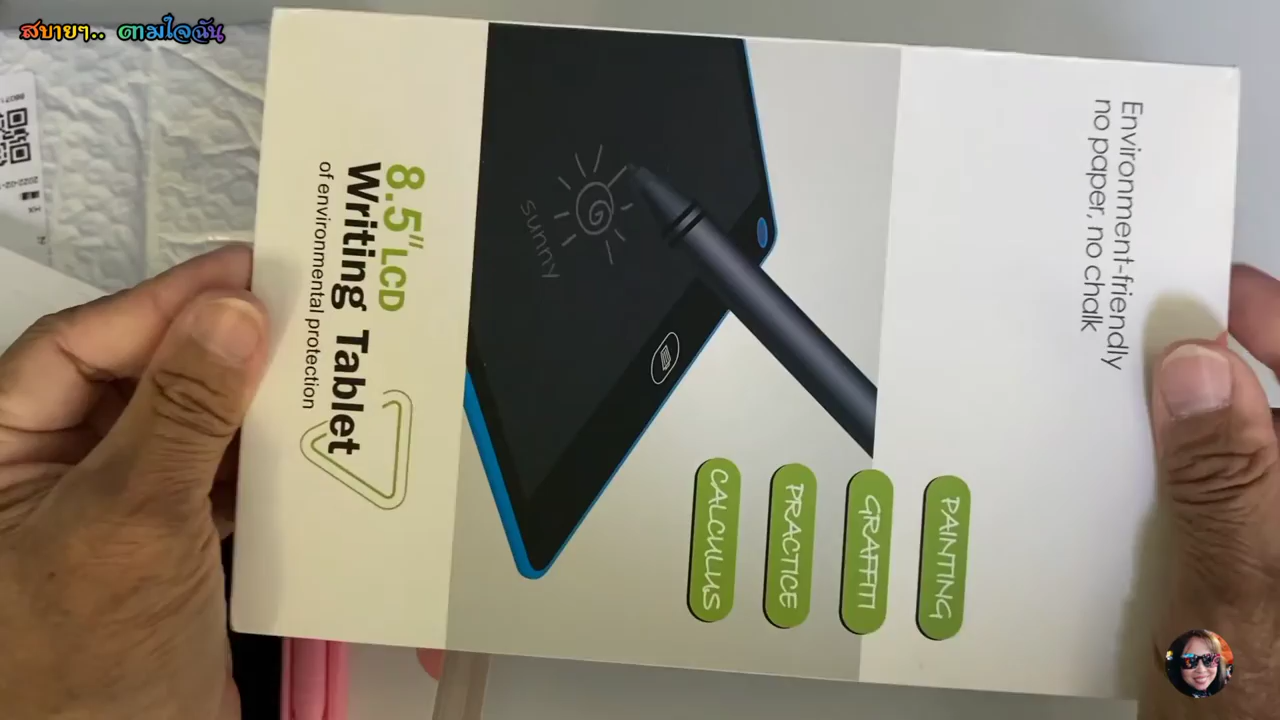 สบายๆ.. ตามใจฉัน
Environment-friendly
no paper, no chalk
PAINTING
GRAFFITI
PRACTICE
CALCULUS
sunny
8.5" LCD
Writing Tablet
of environmental protection